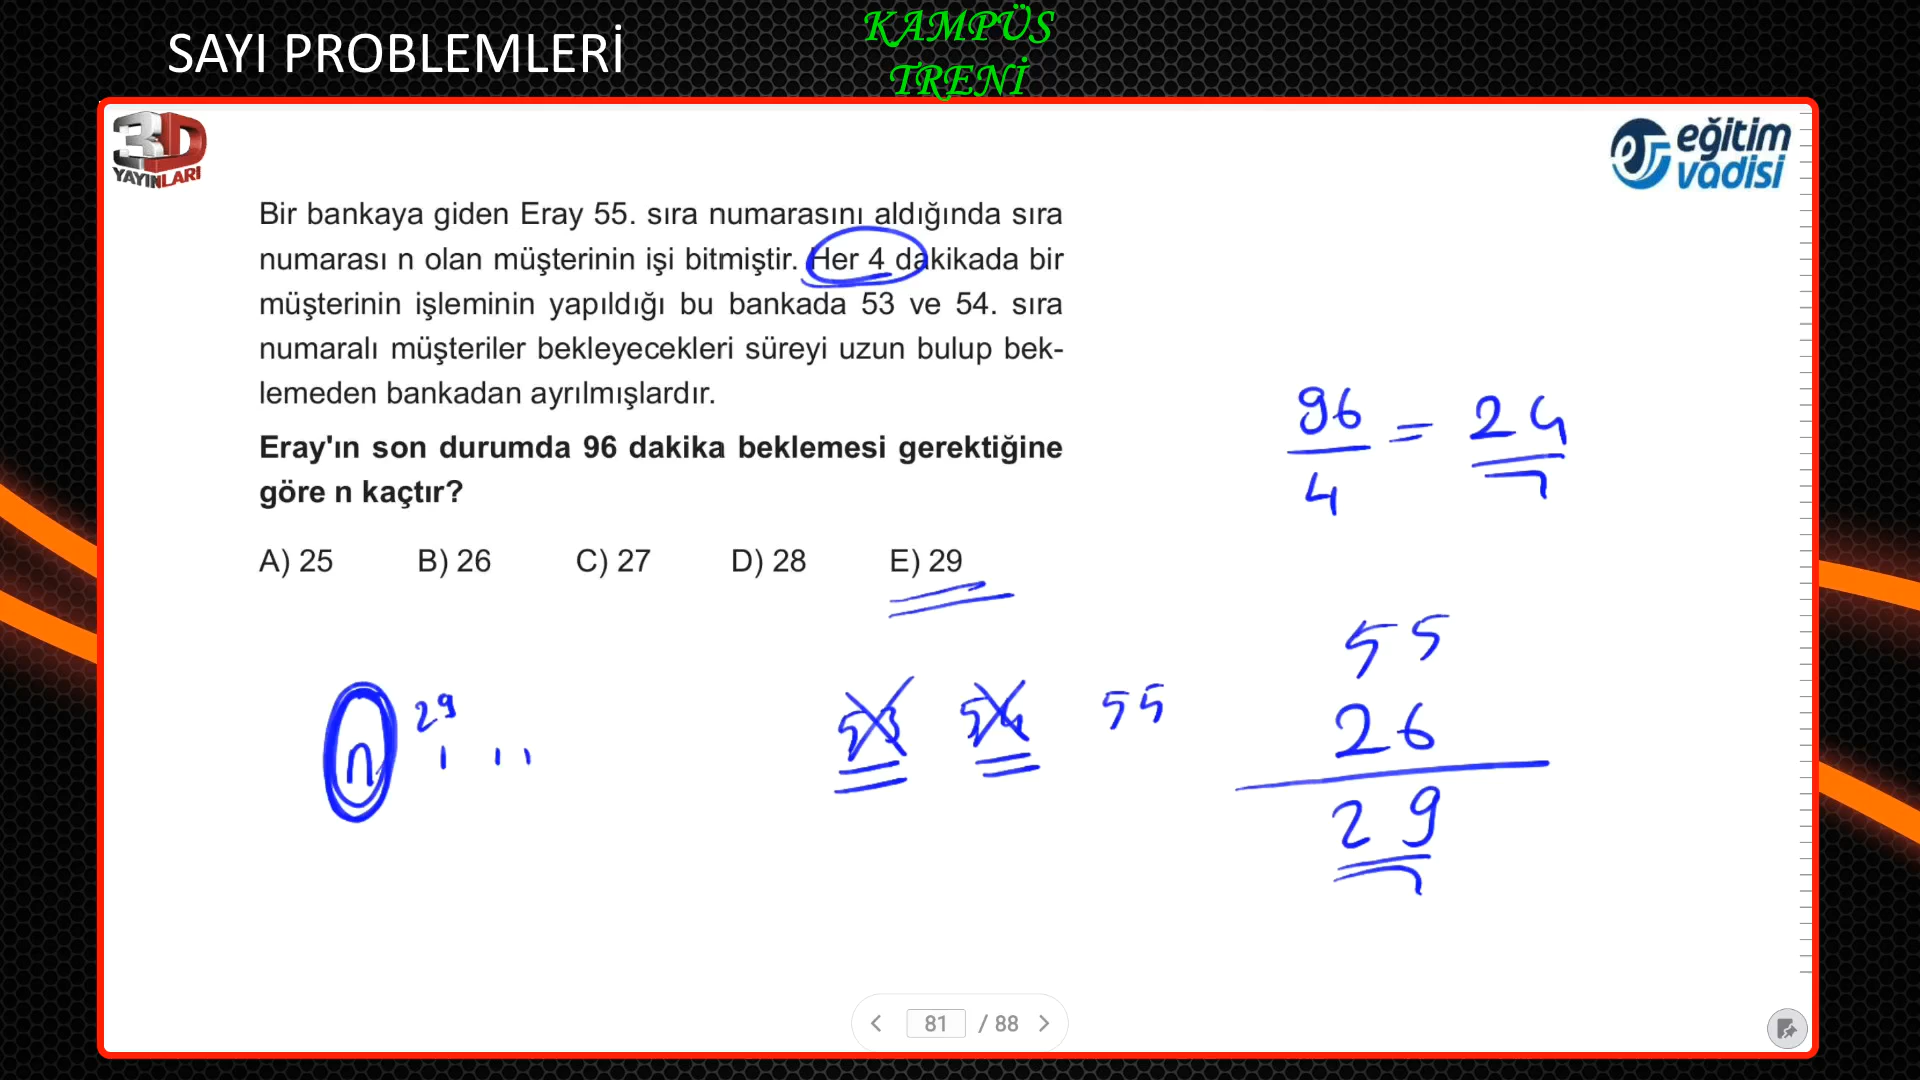 SAYI PROBLEMLERİ
KAMPÜS
TRENİ
3D
YAYINLARI
eğitim
vadisi
Bir bankaya giden Eray 55. sıra numarasını aldığında sıra
numarası n olan müşterinin işi bitmiştir. Her 4 dakikada bir
müşterinin işleminin yapıldığı bu bankada 53 ve 54. sıra
numaralı müşteriler bekleyecekleri süreyi uzun bulup bek-
lemeden bankadan ayrılmışlardır.
Eray'ın son durumda 96 dakika beklemesi gerektiğine
göre n kaçtır?
A) 25 B) 26 C) 27 D) 28 E) 29
96
4
= 24
n 29 53 54 55
55
26
29
81 / 88